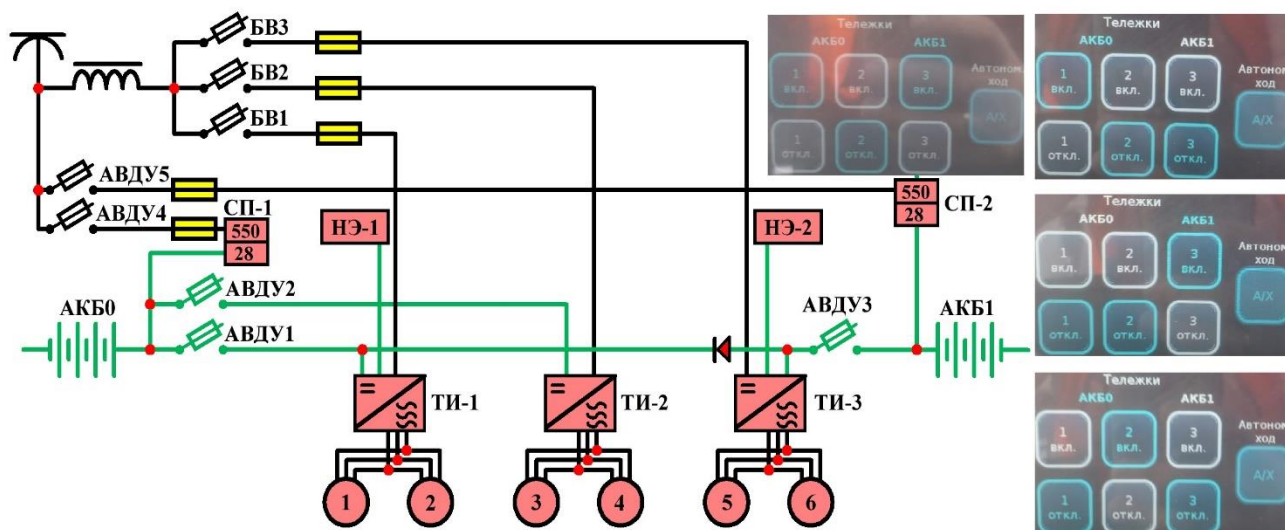 БВ3
БВ2
БВ1
АВДУ5
АВДУ4
СП-1
550
28
НЭ-1
АВДУ2
АКБ0
АВДУ1
НЭ-2
АВДУ3
АКБ1
550
28
СП-2
ТИ-1
ТИ-2
ТИ-3
1
2
3
4
5
6
Тележки
АКБ0 АКБ1
1 ВКЛ.
2 ВКЛ.
3 ВКЛ.
Автоном.
ход
А/Х
1 ОТКЛ.
2 ОТКЛ.
3 ОТКЛ.
Тележки
АКБ0 АКБ1
1 ВКЛ.
2 ВКЛ.
3 ВКЛ.
Автоном
ход
А/Х
1 ОТКЛ.
2 ОТКЛ.
3 ОТКЛ.
Тележки
АКБ0 АКБ1
1 ВКЛ.
2 ВКЛ.
3 ВКЛ.
Автоном
ход
А/Х
1 ОТКЛ.
2 ОТКЛ.
3 ОТКЛ.
Тележки
АКБ0 АКБ1
1 ВКЛ.
2 ВКЛ.
3 ВКЛ.
Автоном
ход
А/Х
1 ОТКЛ.
2 ОТКЛ.
3 ОТКЛ.